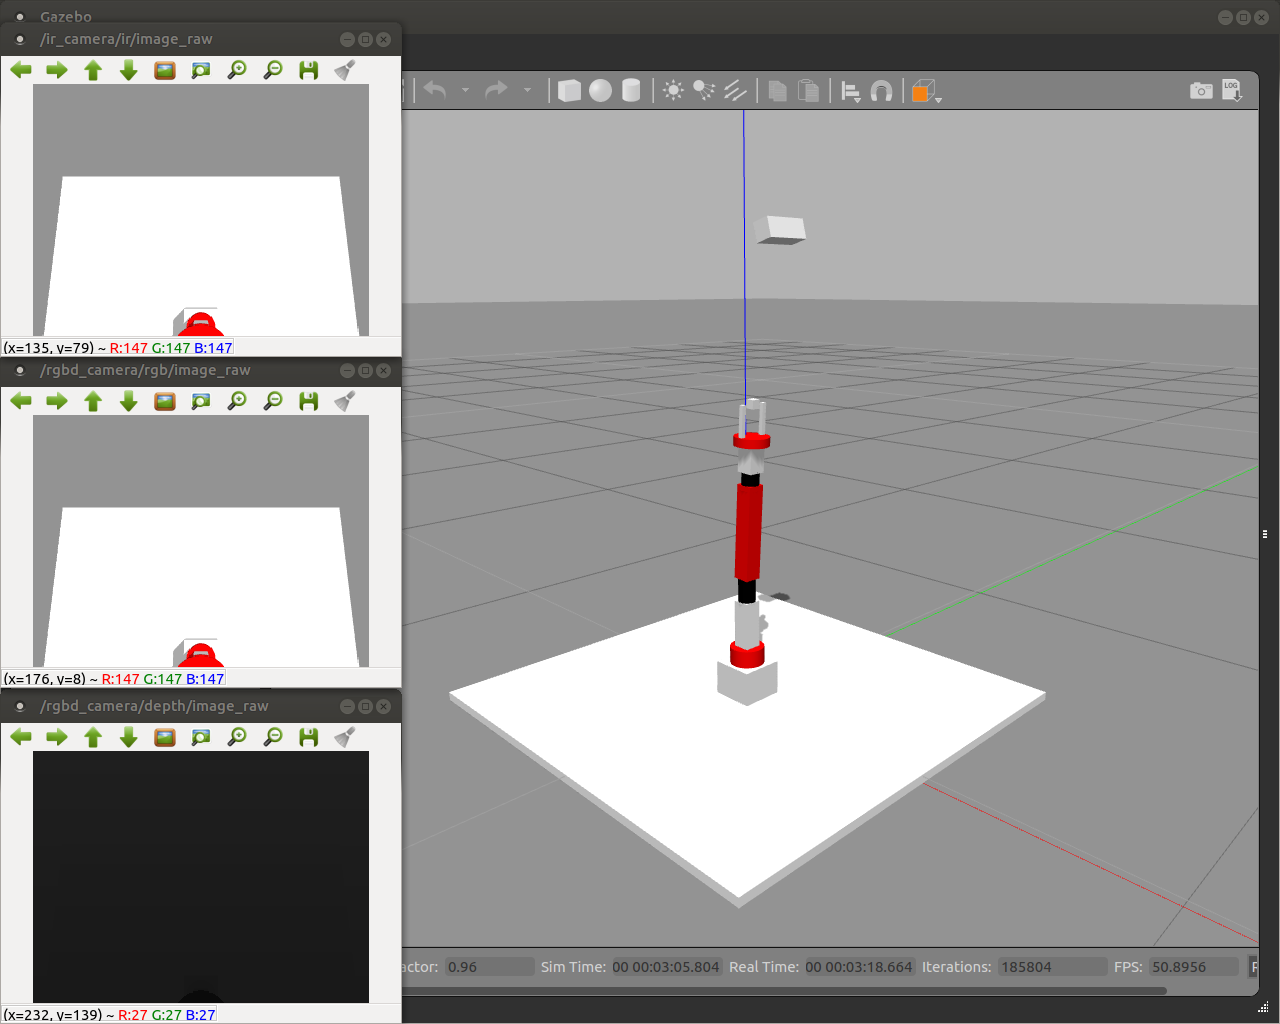 Gazebo
/ir_camera/ir/image_raw
(x=135, y=79) ~ R:147 G:147 B:147
/rgbd_camera/rgb/image_raw
(x=176, y=8) ~ R:147 G:147 B:147
/rgbd_camera/depth/image_raw
(x=232, y=139) ~ R:27 G:27 B:27
LOG
actor: 0.96 Sim Time: 00 00:03:05.804 Real Time: 00 00:03:18.664 Iterations: 185804 FPS: 50.8956